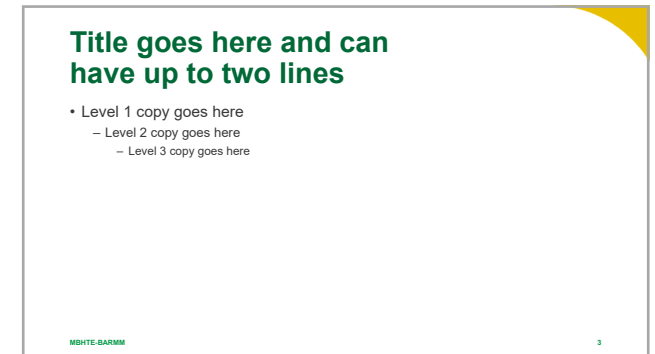 Title goes here and can
have up to two lines
• Level 1 copy goes here
– Level 2 copy goes here
– Level 3 copy goes here
MBHTE-BARMM 3